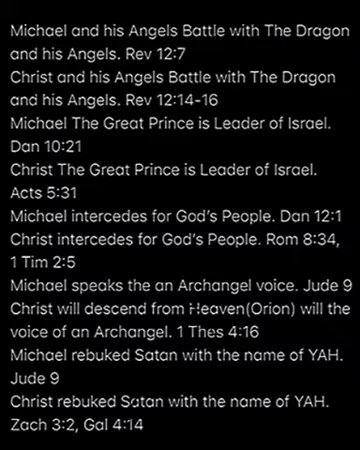 Michael and his Angels Battle with The Dragon
and his Angels. Rev 12:7
Christ and his Angels Battle with The Dragon
and his Angels. Rev 12:14-16
Michael The Great Prince is Leader of Israel.
Dan 10:21
Christ The Great Prince is Leader of Israel.
Acts 5:31
Michael intercedes for God's People. Dan 12:1
Christ intercedes for God's People. Rom 8:34,
1 Tim 2:5
Michael speaks the an Archangel voice. Jude 9
Christ will descend from Heaven(Orion) will the
voice of an Archangel. 1 Thes 4:16
Michael rebuked Satan with the name of YAH.
Jude 9
Christ rebuked Satan with the name of YAH.
Zach 3:2, Gal 4:14